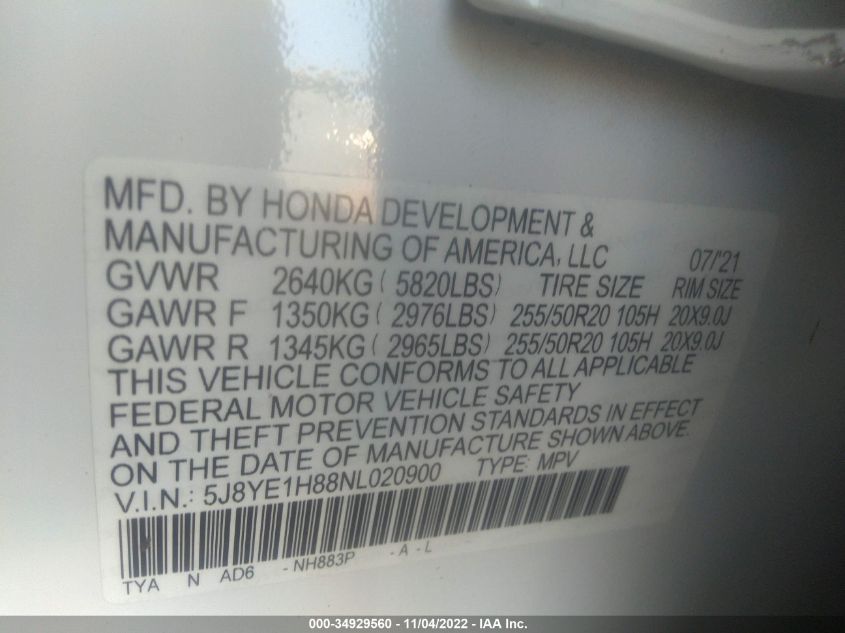 MFD. BY HONDA DEVELOPMENT &
MANUFACTURING OF AMERICA, LLC 07/'21
GVWR 2640KG ( 5820LBS) TIRE SIZE RIM SIZE
GAWR F 1350KG ( 2976LBS) 255/50R20 105H 20X9.0J
GAWR R 1345KG ( 2965LBS) 255/50R20 105H 20X9.0J
THIS VEHICLE CONFORMS TO ALL APPLICABLE
FEDERAL MOTOR VEHICLE SAFETY
AND THEFT PREVENTION STANDARDS IN EFFECT
ON THE DATE OF MANUFACTURE SHOWN ABOVE.
V.I.N.: 5J8YE1H88NL020900 TYPE: MPV
TYA N AD6 - NH883P - A - L
000-34929560 - 11/04/2022 - IAA Inc.